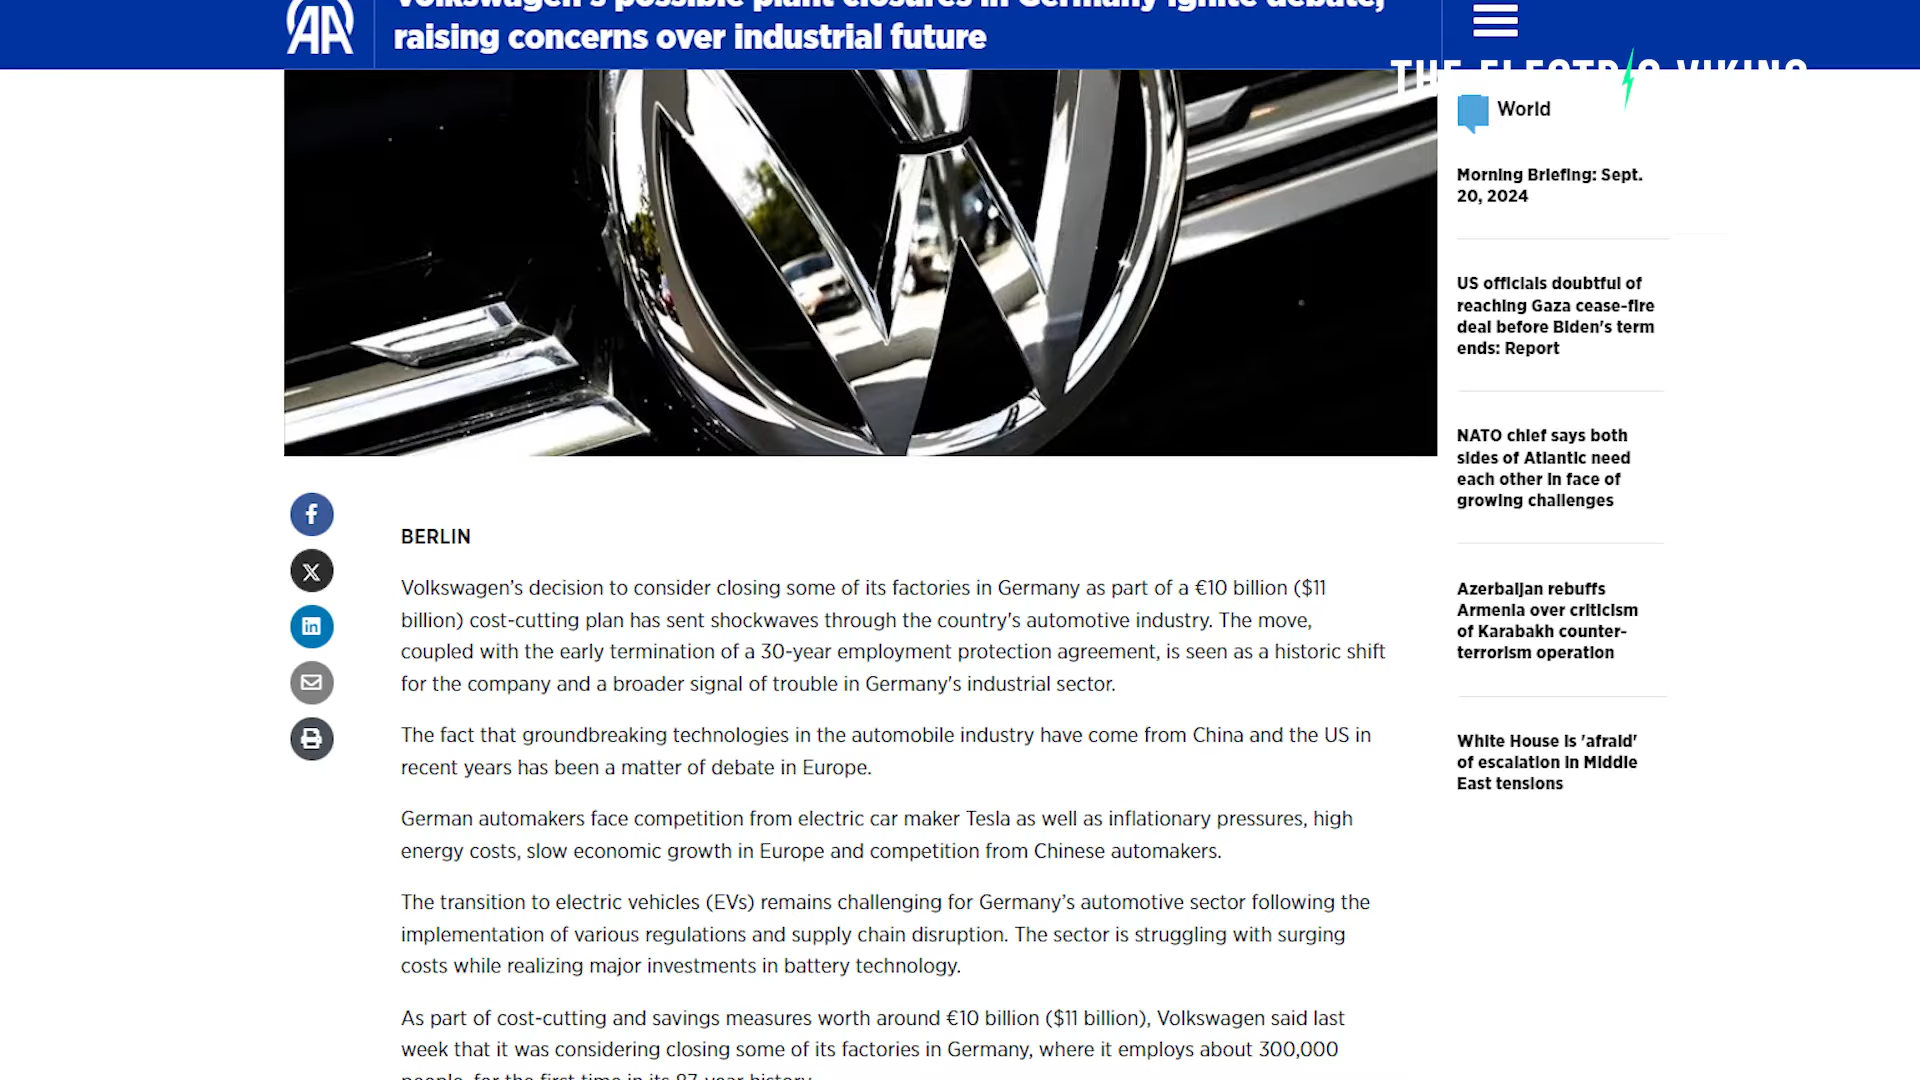 Volkswagen's possible plant closures in Germany ignite debate,
raising concerns over industrial future
AA
THE ELECTRIC VIKING
World
Morning Briefing: Sept.
20, 2024
US officials doubtful of
reaching Gaza cease-fire
deal before Biden's term
ends: Report
NATO chief says both
sides of Atlantic need
each other in face of
growing challenges
Azerbaijan rebuffs
Armenia over criticism
of Karabakh counter-
terrorism operation
White House is 'afraid'
of escalation in Middle
East tensions
BERLIN
Volkswagen’s decision to consider closing some of its factories in Germany as part of a €10 billion ($11
billion) cost-cutting plan has sent shockwaves through the country's automotive industry. The move,
coupled with the early termination of a 30-year employment protection agreement, is seen as a historic shift
for the company and a broader signal of trouble in Germany's industrial sector.
The fact that groundbreaking technologies in the automobile industry have come from China and the US in
recent years has been a matter of debate in Europe.
German automakers face competition from electric car maker Tesla as well as inflationary pressures, high
energy costs, slow economic growth in Europe and competition from Chinese automakers.
The transition to electric vehicles (EVs) remains challenging for Germany’s automotive sector following the
implementation of various regulations and supply chain disruption. The sector is struggling with surging
costs while realizing major investments in battery technology.
As part of cost-cutting and savings measures worth around €10 billion ($11 billion), Volkswagen said last
week that it was considering closing some of its factories in Germany, where it employs about 300,000
people, for the first time in its 87-year history.